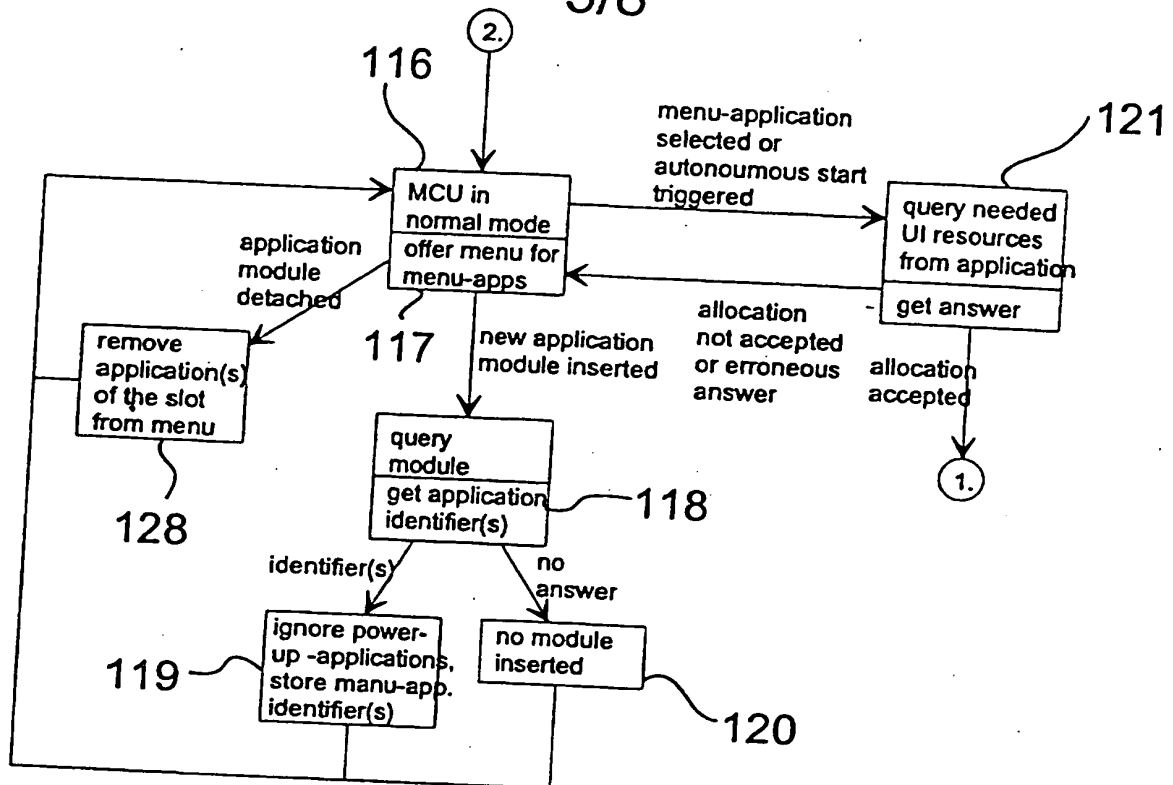 2.
116
menu-application
selected or
autonoumous start
triggered
121
MCU in
normal mode
offer menu for
menu-apps
query needed
UI resources
from application
get answer
application
module
detached
117
new application
module inserted
allocation
not accepted
or erroneous
answer
allocation
accepted
remove
application(s)
of the slot
from menu
128
query
module
get application
identifier(s)
118
1.
identifier(s)
no
answer
ignore power-
up -applications,
store manu-app.
identifier(s)
119
no module
inserted
120